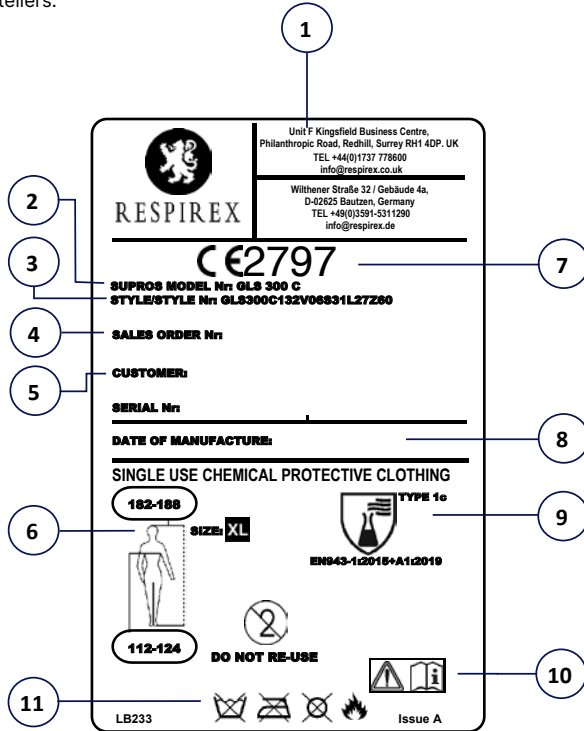 tellers.
1
Unit F Kingsfield Business Centre,
Philanthropic Road, Redhill, Surrey RH1 4DP. UK
TEL +44(0)1737 778600
info@respirex.co.uk
Wilthener Straße 32 / Gebäude 4a,
D-02625 Bautzen, Germany
TEL +49(0)3591-5311290
info@respirex.de
RESPIREX
2
CE2797
7
3
SUPROS MODEL Nr: GLS 300 C
STYLE/STYLE Nr: GLS300C132V06S31L27Z60
4
SALES ORDER Nr:
5
CUSTOMER:
SERIAL Nr:
DATE OF MANUFACTURE:
8
SINGLE USE CHEMICAL PROTECTIVE CLOTHING
182-188
TYPE 1c
6
SIZE: XL
9
EN943-1:2015+A1:2019
2
112-124
DO NOT RE-USE
i
10
11
LB233
Issue A